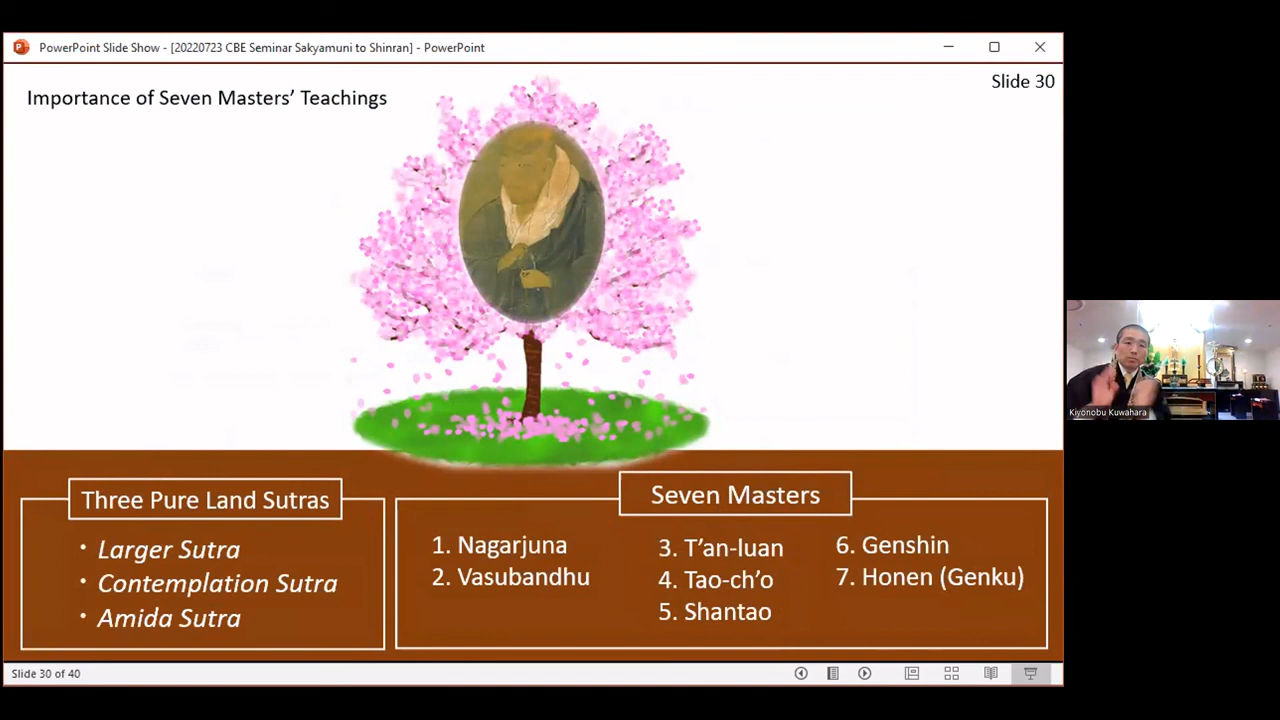 PowerPoint Slide Show - [20220723 CBE Seminar Sakyamuni to Shinran] - PowerPoint
Slide 30
Importance of Seven Masters’ Teachings
Kiyonobu Kuwahara
Three Pure Land Sutras
• Larger Sutra
• Contemplation Sutra
• Amida Sutra
Seven Masters
1. Nagarjuna
2. Vasubandhu
3. T’an-luan
4. Tao-ch’o
5. Shantao
6. Genshin
7. Honen (Genku)
Slide 30 of 40